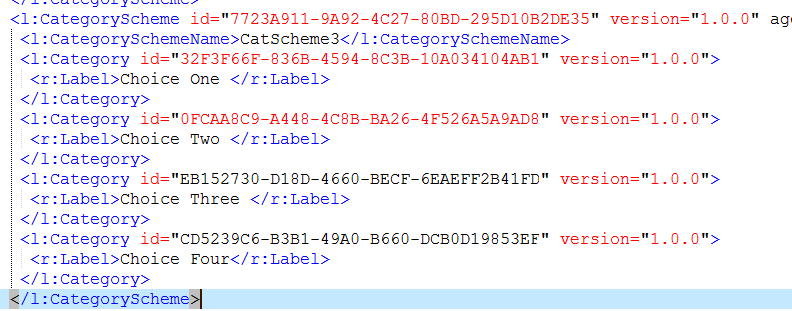 </l:CategoryScheme>
<l:CategoryScheme id="7723A911-9A92-4C27-80BD-295D10B2DE35" version="1.0.0" age
<l:CategorySchemeName>CatScheme3</l:CategorySchemeName>
<l:Category id="32F3F66F-836B-4594-8C3B-10A034104AB1" version="1.0.0">
<r:Label>Choice One </r:Label>
</l:Category>
<l:Category id="0FCAA8C9-A448-4C8B-BA26-4F526A5A9AD8" version="1.0.0">
<r:Label>Choice Two </r:Label>
</l:Category>
<l:Category id="EB152730-D18D-4660-BECF-6EAEFF2B41FD" version="1.0.0">
<r:Label>Choice Three </r:Label>
</l:Category>
<l:Category id="CD5239C6-B3B1-49A0-B660-DCB0D19853EF" version="1.0.0">
<r:Label>Choice Four</r:Label>
</l:Category>
</l:CategoryScheme>